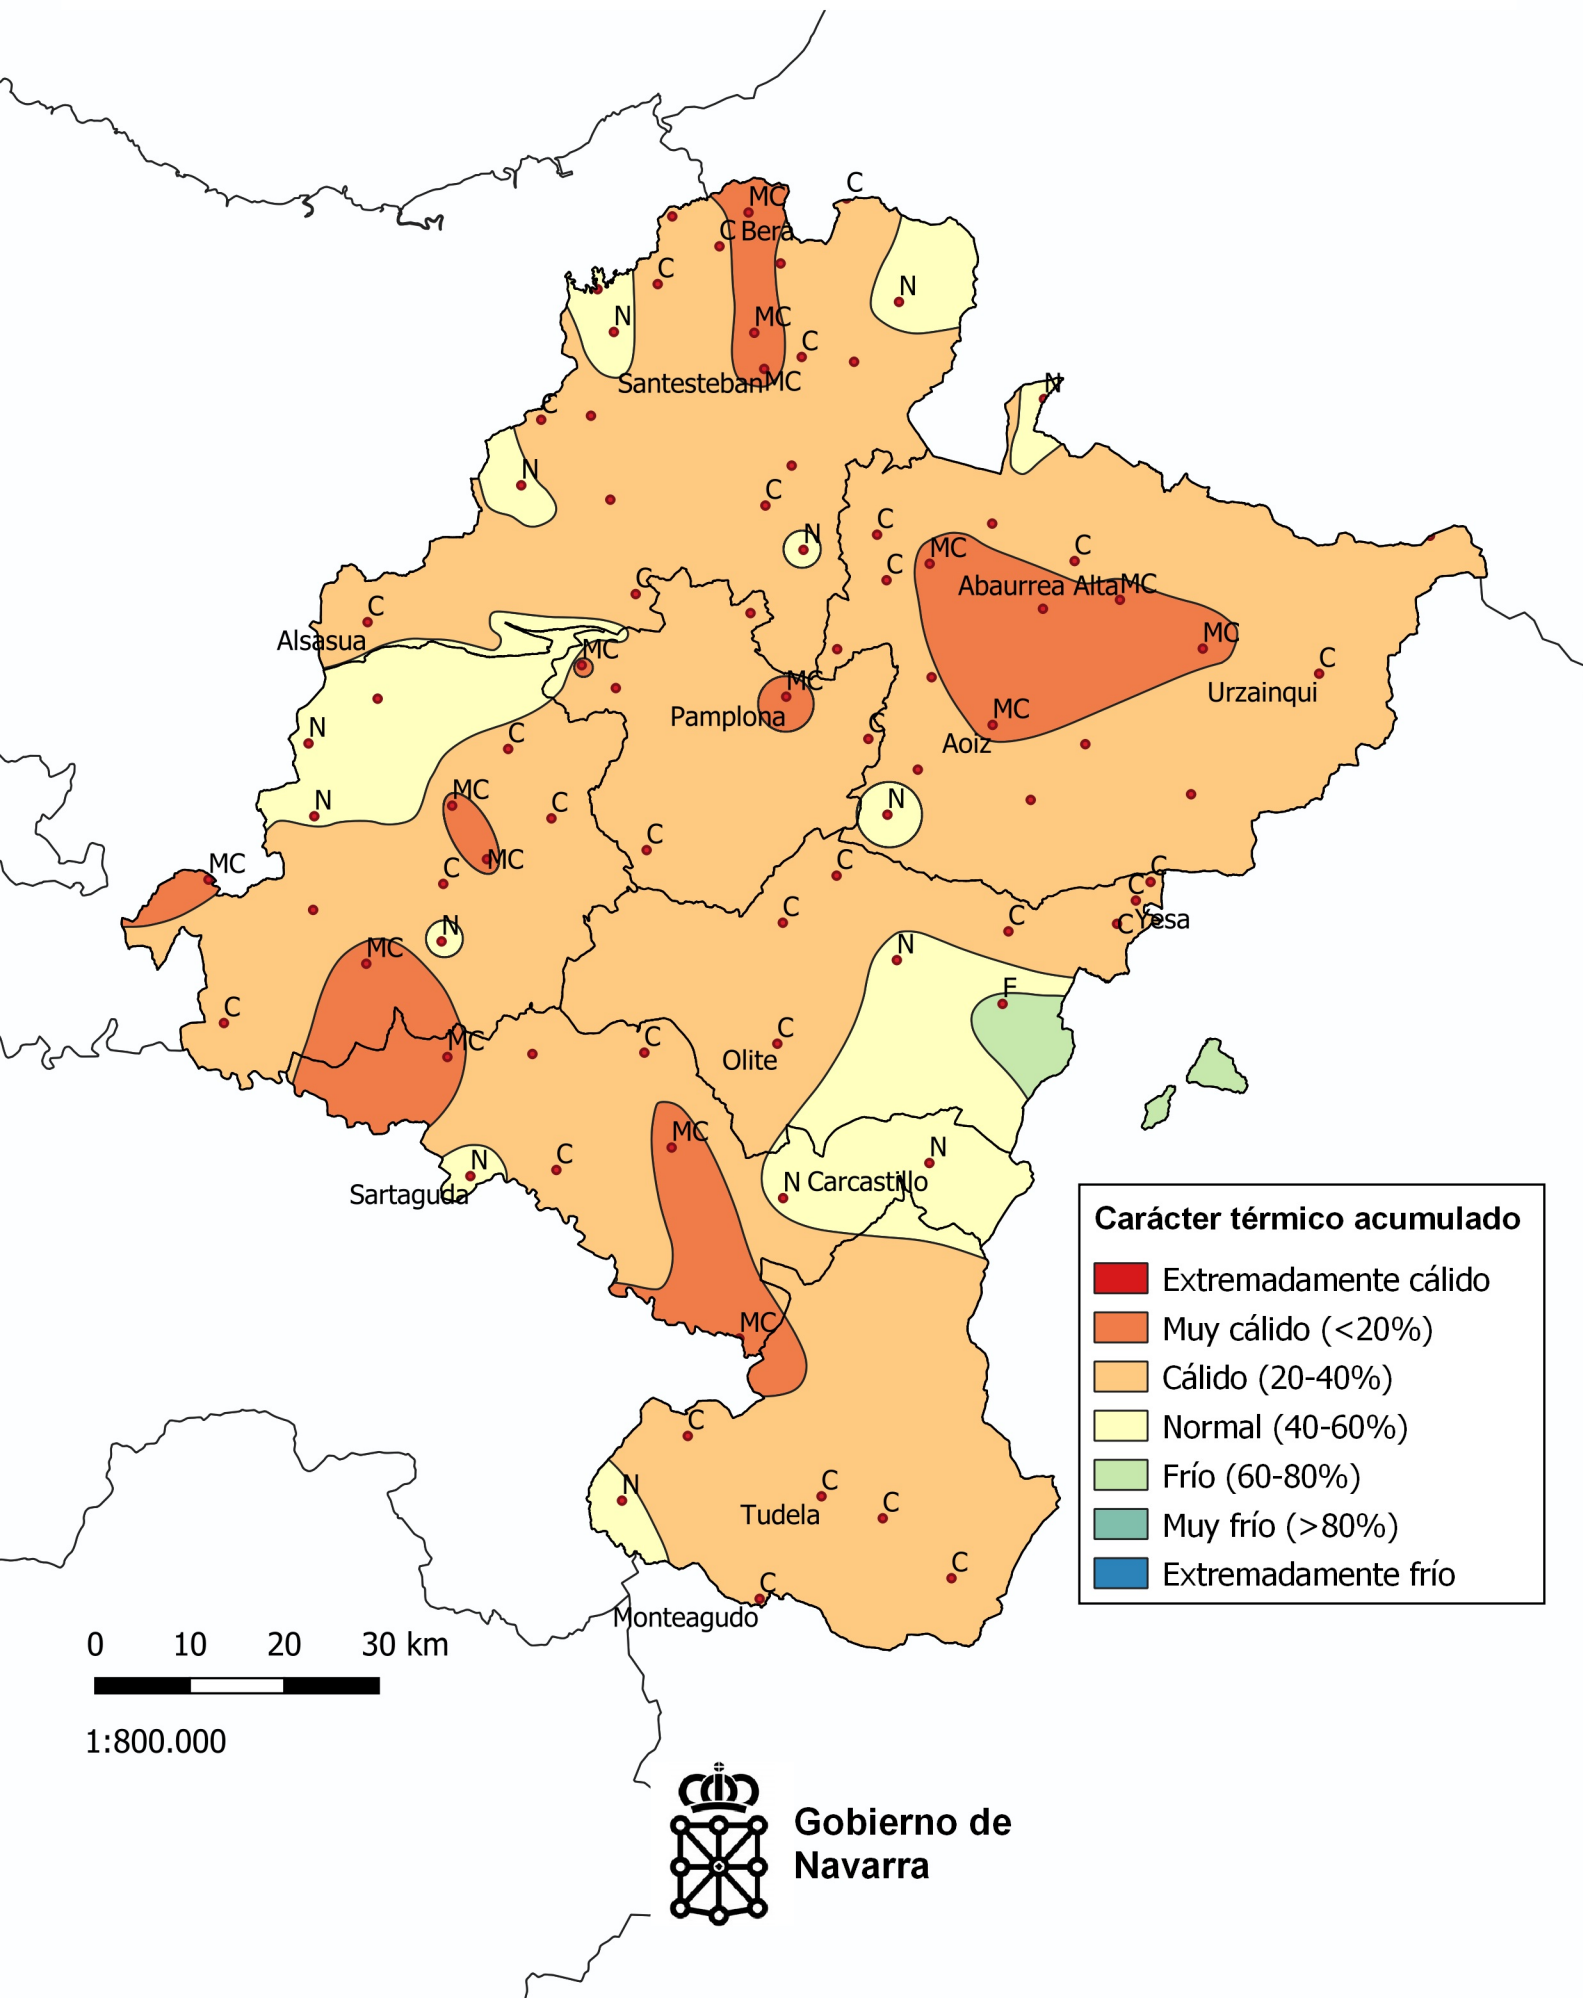 C
MC
C Bera
C
N
N
MC
C
Santesteban MC
N
C
N
C
N
C
MC
C
C
C
Abaurrea Alta MC
C
Alsasua
MC
MC
C
MC
Urzainqui
Pamplona
MC
C
Aoiz
N
C
MC
N
C
N
C
MC
MC
C
C
C
C
C Yesa
C
C
N
MC
N
F
C
MC
C
C
Olite
MC
N
C
N
N Carcastillo
Sartaguda
MC
C
N
C
C
Tudela
C
C
Monteagudo
Carácter térmico acumulado
Extremadamente cálido
Muy cálido (<20%)
Cálido (20-40%)
Normal (40-60%)
Frío (60-80%)
Muy frío (>80%)
Extremadamente frío
0 10 20 30 km
1:800.000
Gobierno de
Navarra